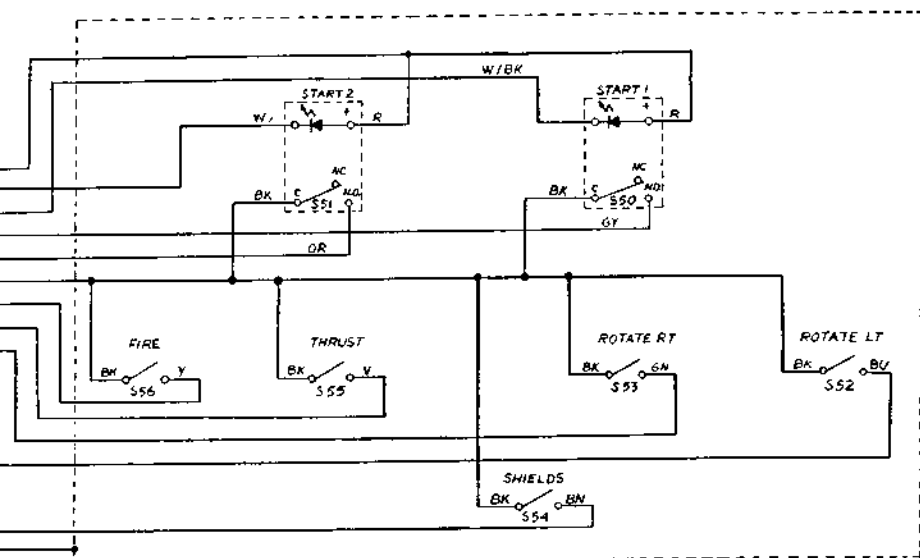 W/BK
START 2
START 1
W/
+
R
+
R
NC
NC
BK
C
NO
S51
BK
C
NO
S50
GY
OR
FIRE
THRUST
ROTATE RT
ROTATE LT
BK
Y
S56
BK
V
S55
BK
GN
S53
BK
BU
S52
SHIELDS
BK
BN
S54